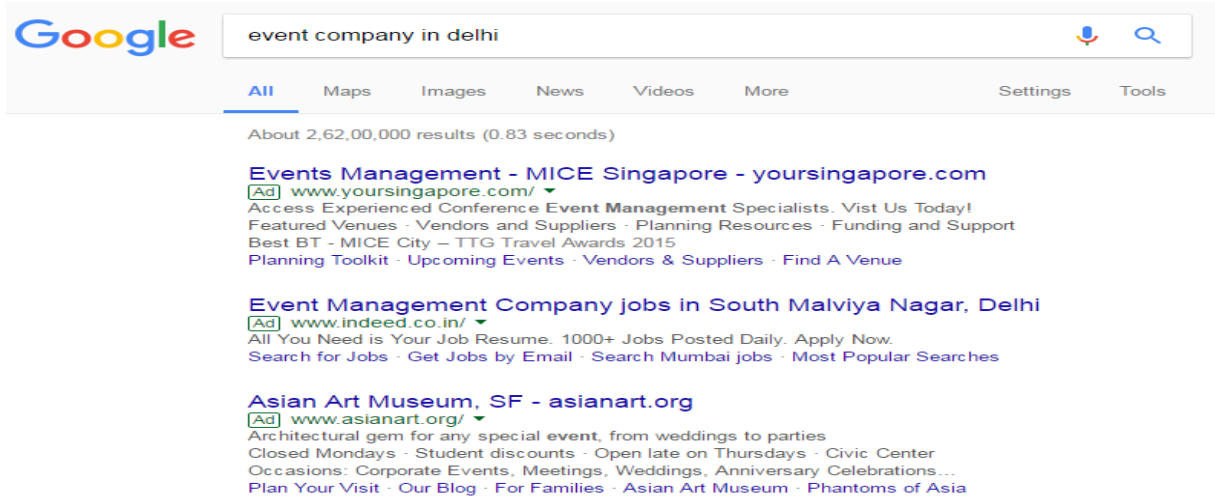 Google
event company in delhi
All Maps Images News Videos More Settings Tools
About 2,62,00,000 results (0.83 seconds)
Events Management - MICE Singapore - yoursingapore.com
Ad www.yoursingapore.com/
Access Experienced Conference Event Management Specialists. Vist Us Today!
Featured Venues · Vendors and Suppliers · Planning Resources · Funding and Support
Best BT - MICE City – TTG Travel Awards 2015
Planning Toolkit · Upcoming Events · Vendors & Suppliers · Find A Venue
Event Management Company jobs in South Malviya Nagar, Delhi
Ad www.indeed.co.in/
All You Need is Your Job Resume. 1000+ Jobs Posted Daily. Apply Now.
Search for Jobs · Get Jobs by Email · Search Mumbai jobs · Most Popular Searches
Asian Art Museum, SF - asianart.org
Ad www.asianart.org/
Architectural gem for any special event, from weddings to parties
Closed Mondays · Student discounts · Open late on Thursdays · Civic Center
Occasions: Corporate Events, Meetings, Weddings, Anniversary Celebrations...
Plan Your Visit · Our Blog · For Families · Asian Art Museum · Phantoms of Asia